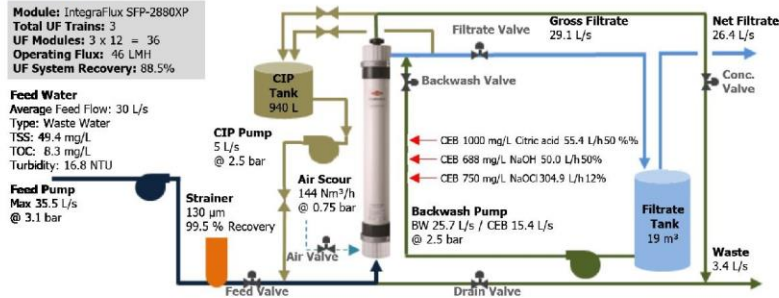 Module: IntegraFlux SFP-2880XP
Total UF Trains: 3
UF Modules: 3 x 12 = 36
Operating Flux: 46 LMH
UF System Recovery: 88.5%
Feed Water
Average Feed Flow: 30 L/s
Type: Waste Water
TSS: 49.4 mg/L
TOC: 8.3 mg/L
Turbidity: 16.8 NTU
Feed Pump
Max 35.5 L/s
@ 3.1 bar
Strainer
130 µm
99.5 % Recovery
CIP
Tank
940 L
CIP Pump
5 L/s
@ 2.5 bar
Air Scour
144 Nm³/h
@ 0.75 bar
Air Valve
Feed Valve
Filtrate Valve
Backwash Valve
Gross Filtrate
29.1 L/s
Net Filtrate
26.4 L/s
Conc.
Valve
CEB 1000 mg/L Citric acid 55.4 L/h50 %%
CEB 688 mg/L NaOH 50.0 L/h50%
CEB 750 mg/L NaOCl304.9 L/h12%
Backwash Pump
BW 25.7 L/s / CEB 15.4 L/s
@ 2.5 bar
Filtrate
Tank
19 m³
Waste
3.4 L/s
Drain Valve